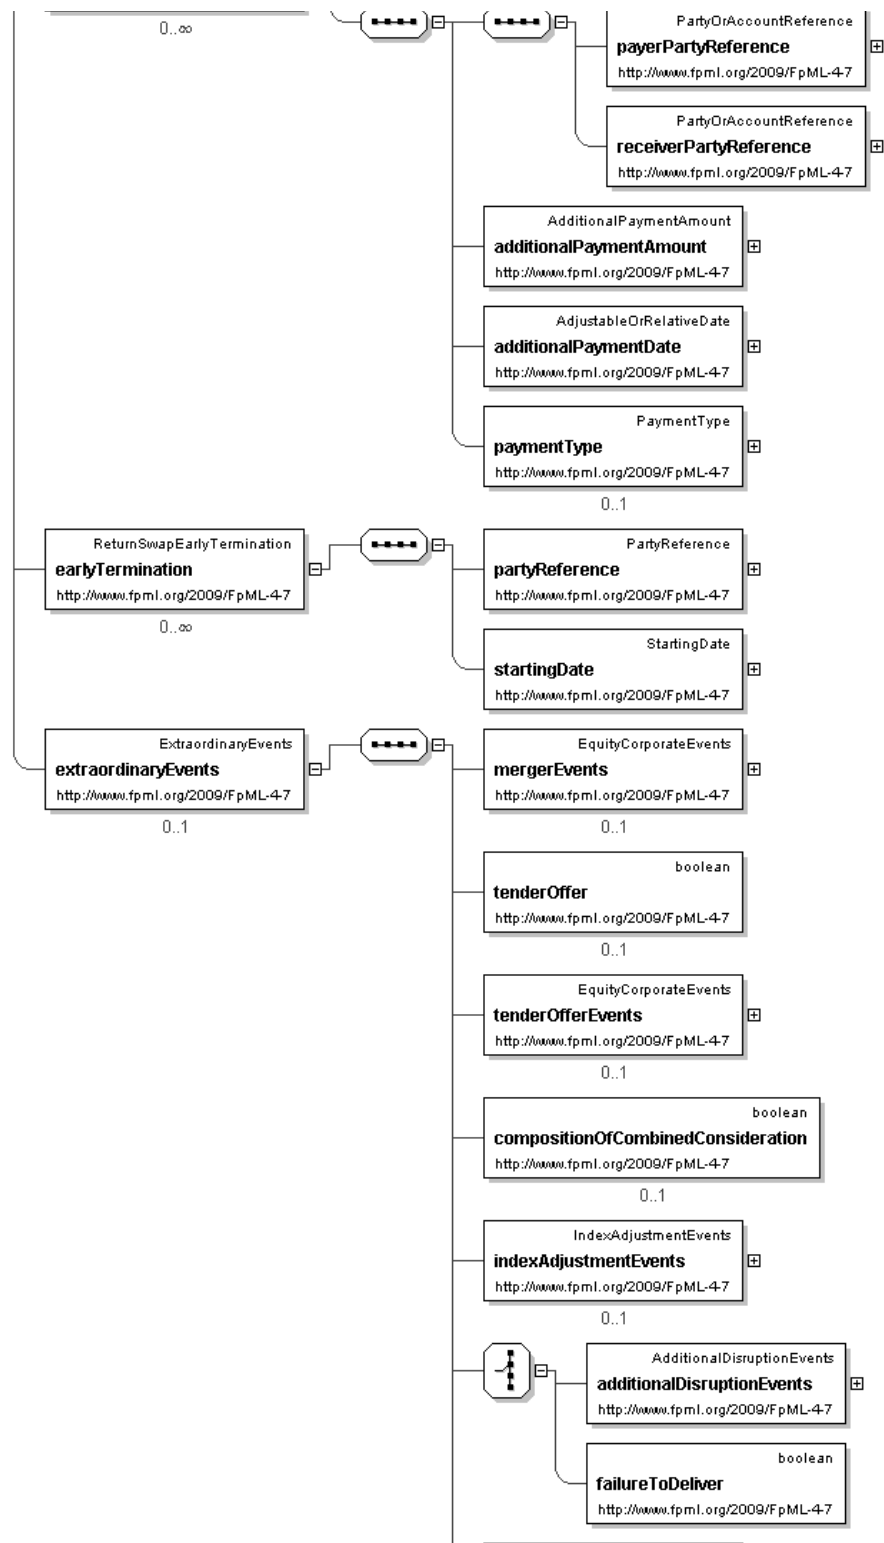 0..∞
PartyOrAccountReference
payerPartyReference
http://www.fpml.org/2009/FpML-4-7
PartyOrAccountReference
receiverPartyReference
http://www.fpml.org/2009/FpML-4-7
AdditionalPaymentAmount
additionalPaymentAmount
http://www.fpml.org/2009/FpML-4-7
AdjustableOrRelativeDate
additionalPaymentDate
http://www.fpml.org/2009/FpML-4-7
PaymentType
paymentType
http://www.fpml.org/2009/FpML-4-7
0..1
ReturnSwapEarlyTermination
earlyTermination
http://www.fpml.org/2009/FpML-4-7
0..∞
PartyReference
partyReference
http://www.fpml.org/2009/FpML-4-7
StartingDate
startingDate
http://www.fpml.org/2009/FpML-4-7
ExtraordinaryEvents
extraordinaryEvents
http://www.fpml.org/2009/FpML-4-7
0..1
EquityCorporateEvents
mergerEvents
http://www.fpml.org/2009/FpML-4-7
0..1
boolean
tenderOffer
http://www.fpml.org/2009/FpML-4-7
0..1
EquityCorporateEvents
tenderOfferEvents
http://www.fpml.org/2009/FpML-4-7
0..1
boolean
compositionOfCombinedConsideration
http://www.fpml.org/2009/FpML-4-7
0..1
IndexAdjustmentEvents
indexAdjustmentEvents
http://www.fpml.org/2009/FpML-4-7
0..1
AdditionalDisruptionEvents
additionalDisruptionEvents
http://www.fpml.org/2009/FpML-4-7
boolean
failureToDeliver
http://www.fpml.org/2009/FpML-4-7